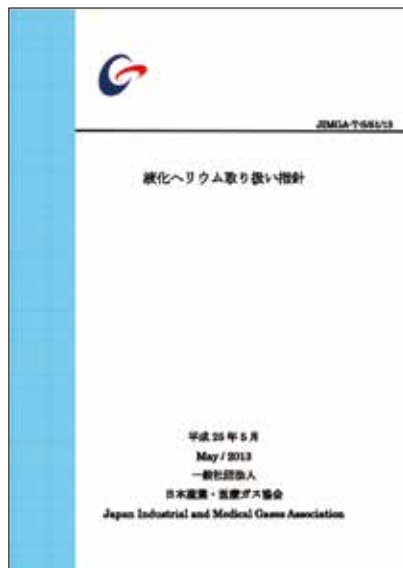 JIMGA-T-S/61/13
液化ヘリウム取り扱い指針
平成 25 年 5 月
May / 2013
一般社団法人
日本産業・医療ガス協会
Japan Industrial and Medical Gases Association